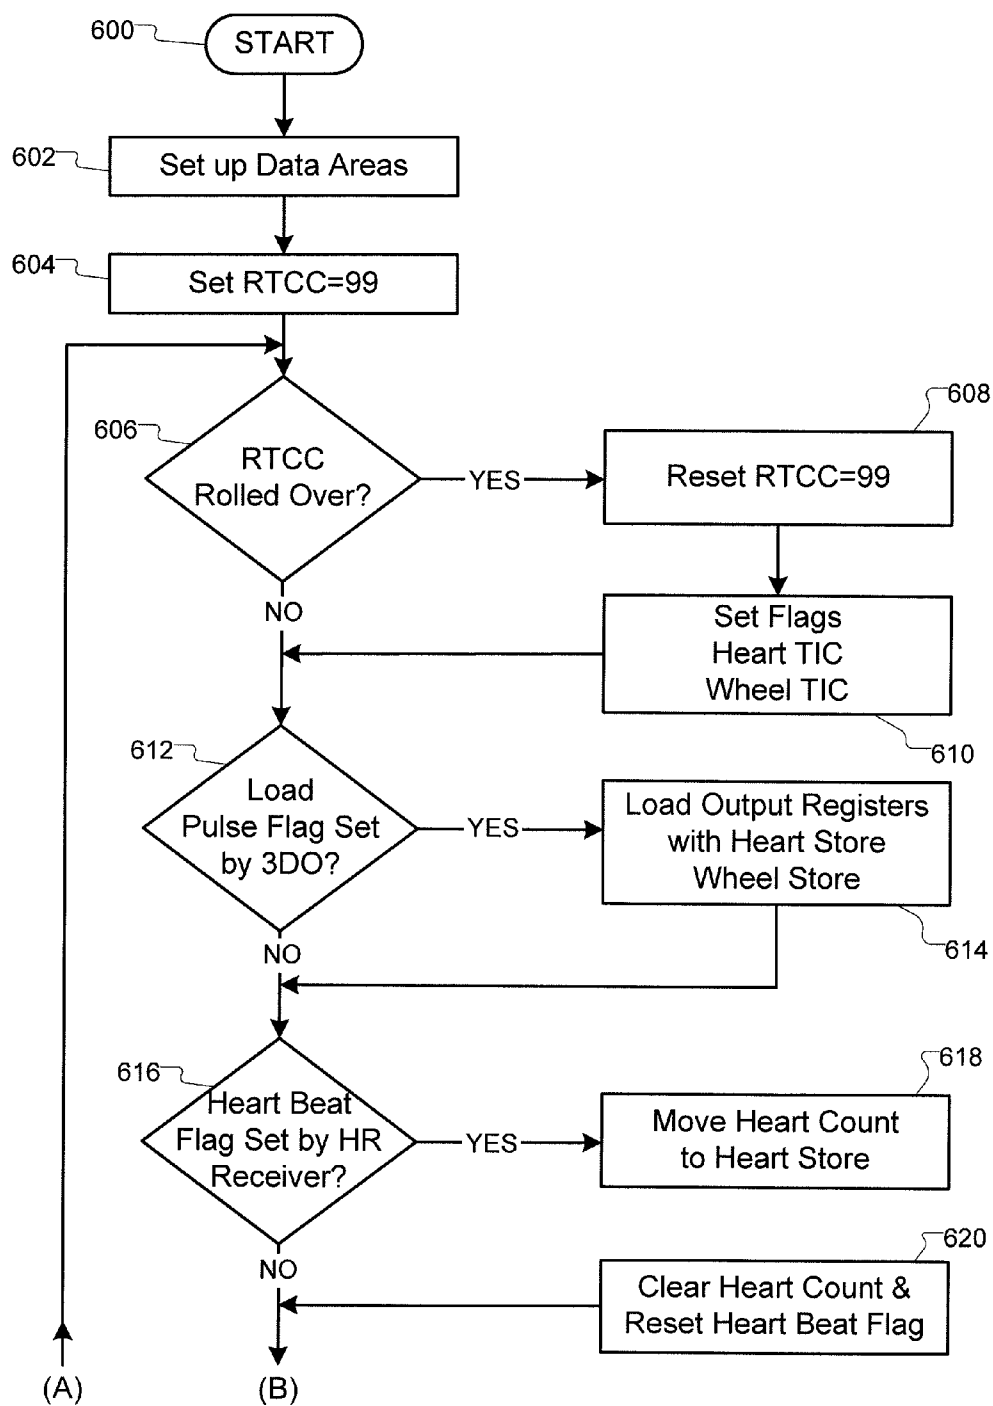 600
START
602
Set up Data Areas
604
Set RTCC=99
606
RTCC
Rolled Over?
YES
608
Reset RTCC=99
NO
Set Flags
Heart TIC
Wheel TIC
610
612
Load
Pulse Flag Set
by 3DO?
YES
Load Output Registers
with Heart Store
Wheel Store
614
NO
616
Heart Beat
Flag Set by HR
Receiver?
YES
618
Move Heart Count
to Heart Store
NO
620
Clear Heart Count &
Reset Heart Beat Flag
(A)
(B)